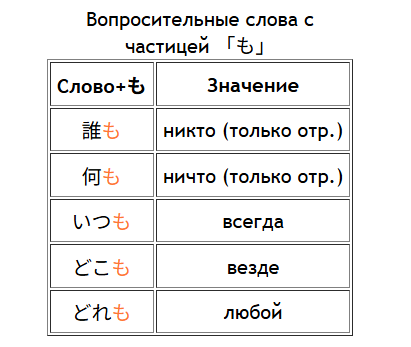 Вопросительные слова с
частицей 「も」
Слово+も Значение
誰も никто (только отр.)
何も ничто (только отр.)
いつも всегда
どこも везде
どれも любой